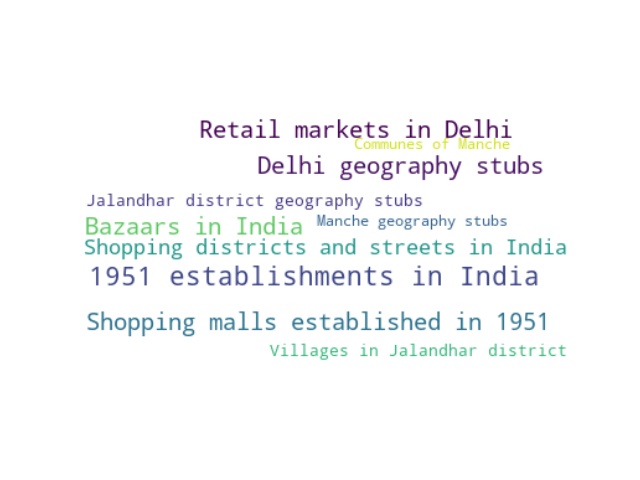 Retail markets in Delhi
Communes of Manche
Delhi geography stubs
Jalandhar district geography stubs
Bazaars in India
Manche geography stubs
Shopping districts and streets in India
1951 establishments in India
Shopping malls established in 1951
Villages in Jalandhar district